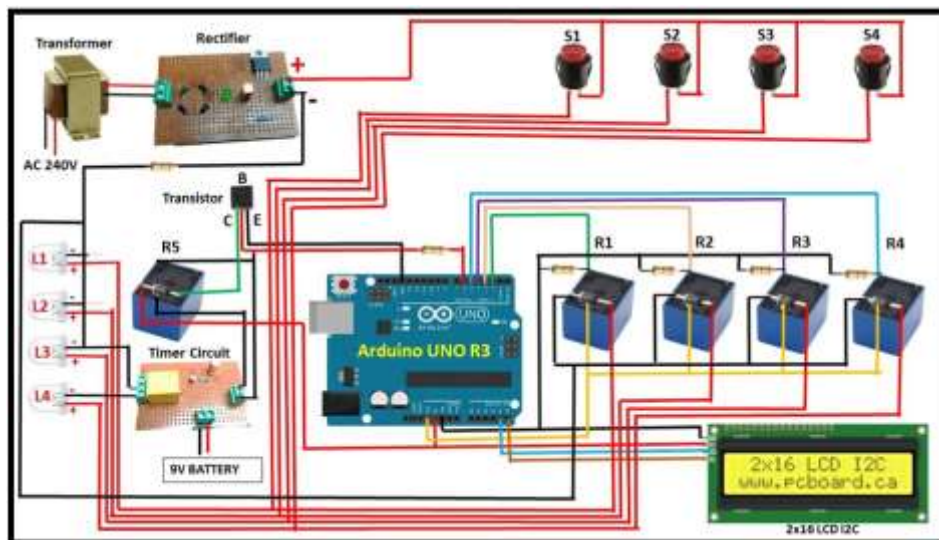 Transformer
Rectifier
S1
S2
S3
S4
+
-
AC 240V
Transistor
B
C
E
R5
R1
R2
R3
R4
L1
L2
L3
L4
UNO
Arduino UNO R3
Timer Circuit
9V BATTERY
2x16 LCD I2C
www.pcboard.ca
2x16 LCD I2C